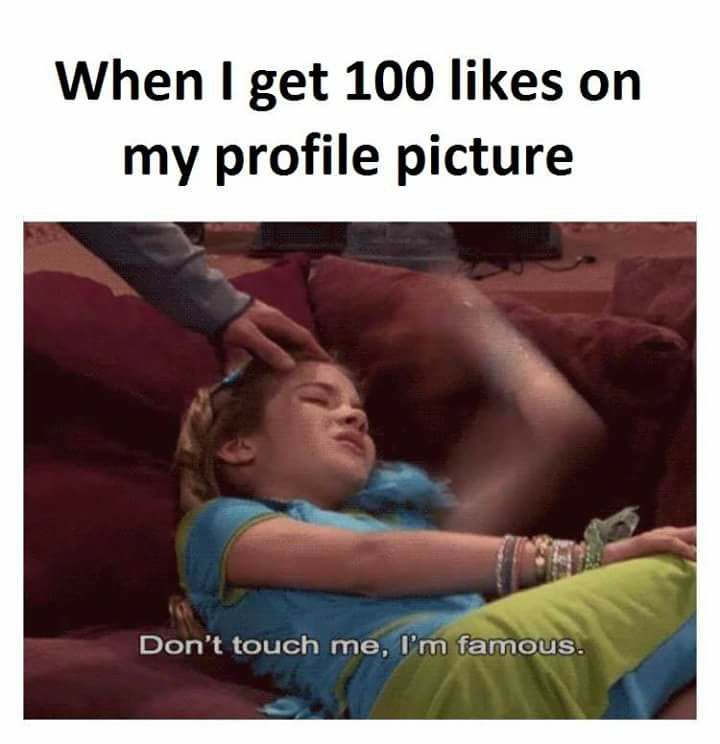 When I get 100 likes on
my profile picture
Don't touch me, I'm famous.